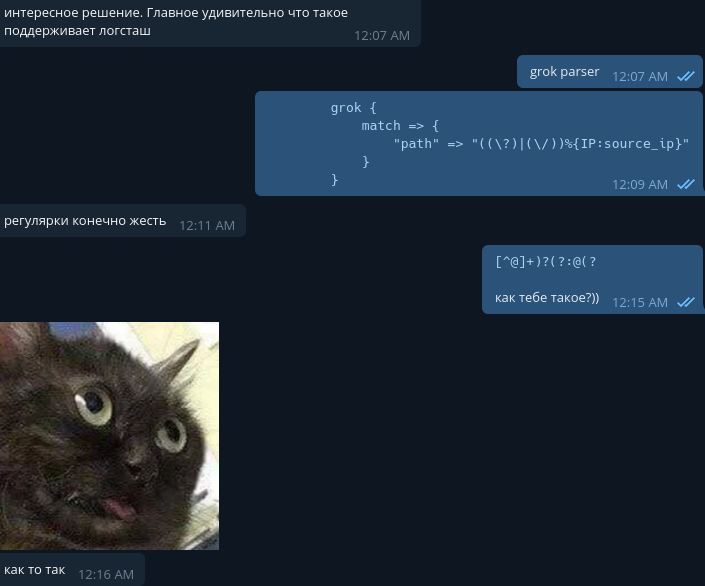 интересное решение. Главное удивительно что такое
поддерживает логсташ
12:07 AM
grok parser 12:07 AM
grok {
match => {
"path" => "((\?)|(\/))%{IP:source_ip}"
}
}
12:09 AM
регулярки конечно жесть 12:11 AM
[^@]+)?(?:@(?
как тебе такое?)) 12:15 AM
как то так 12:16 AM